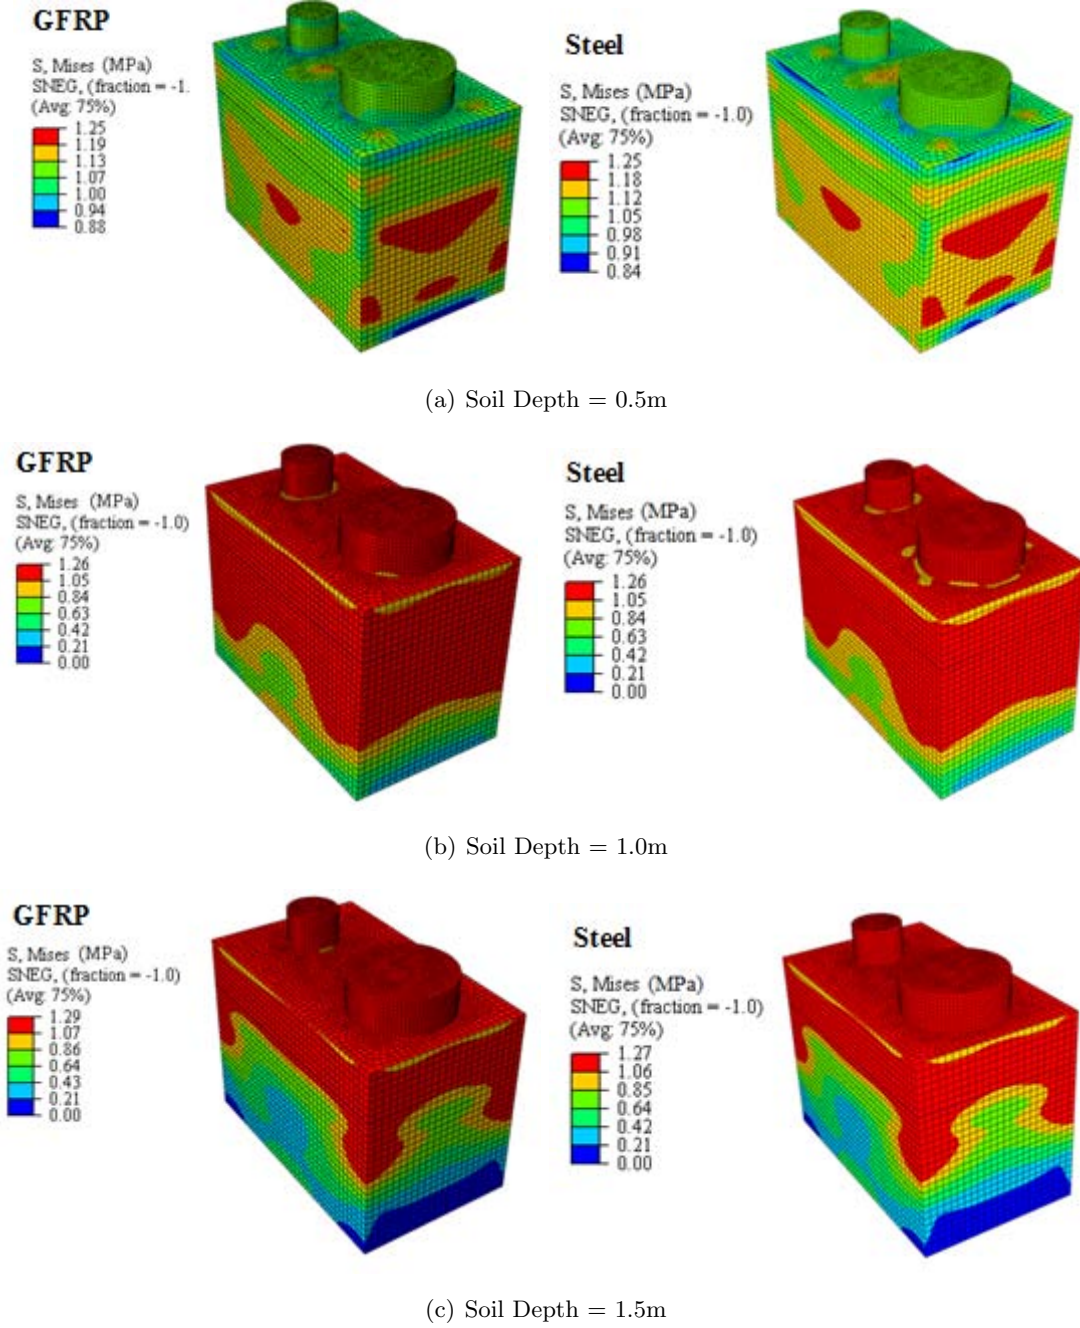 GFRP
S, Mises (MPa)
SNEG, (fraction = -1.
(Avg: 75%)
1.25
1.19
1.13
1.07
1.00
0.94
0.88
Steel
S, Mises (MPa)
SNEG, (fraction = -1.0)
(Avg: 75%)
1.25
1.18
1.12
1.05
0.98
0.91
0.84
(a) Soil Depth = 0.5m
GFRP
S, Mises (MPa)
SNEG, (fraction = -1.0)
(Avg: 75%)
1.26
1.05
0.84
0.63
0.42
0.21
0.00
Steel
S, Mises (MPa)
SNEG, (fraction = -1.0)
(Avg: 75%)
1.26
1.05
0.84
0.63
0.42
0.21
0.00
(b) Soil Depth = 1.0m
GFRP
S, Mises (MPa)
SNEG, (fraction = -1.0)
(Avg: 75%)
1.29
1.07
0.86
0.64
0.43
0.21
0.00
Steel
S, Mises (MPa)
SNEG, (fraction = -1.0)
(Avg: 75%)
1.27
1.06
0.85
0.64
0.42
0.21
0.00
(c) Soil Depth = 1.5m